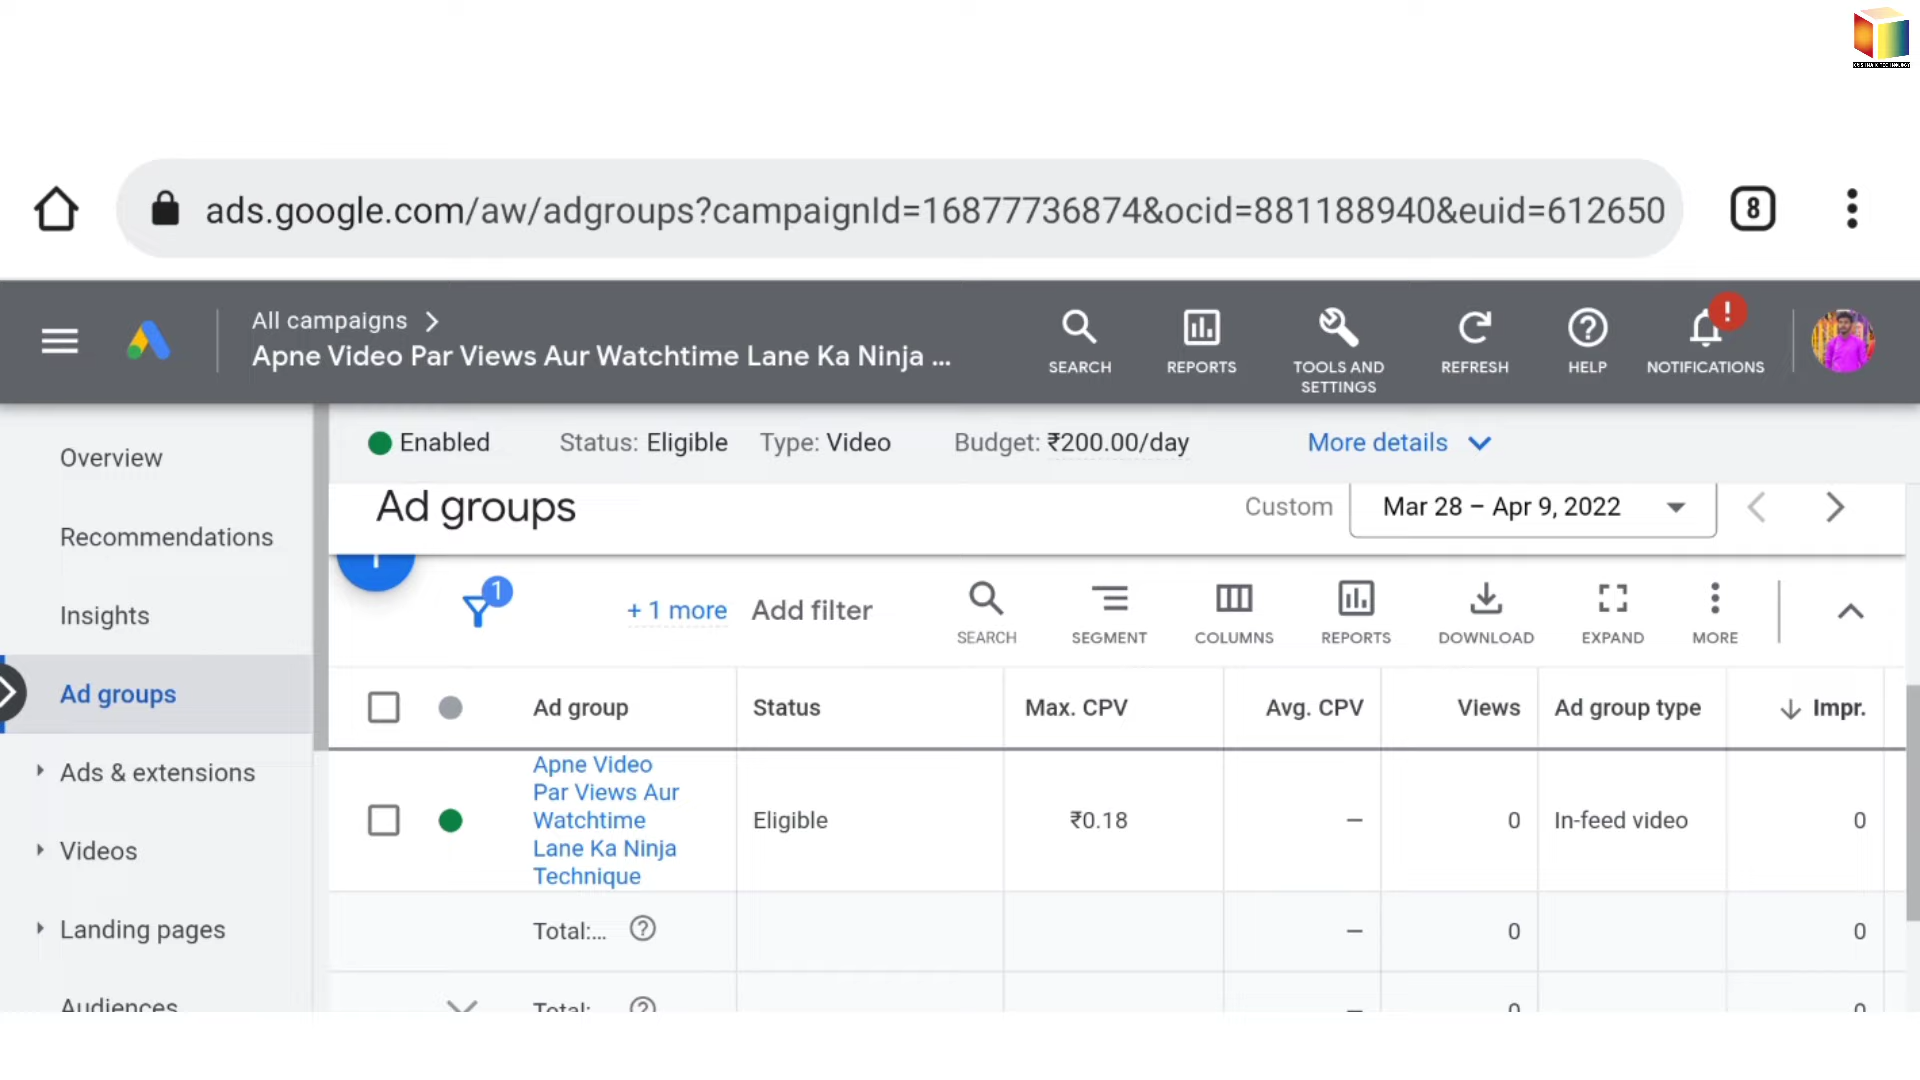 ads.google.com/aw/adgroups?campaignId=16877736874&ocid=881188940&euid=612650
8
All campaigns
Apne Video Par Views Aur Watchtime Lane Ka Ninja ...
SEARCH
REPORTS
TOOLS AND
SETTINGS
REFRESH
HELP
!
NOTIFICATIONS
Overview
Recommendations
Insights
Ad groups
Ads & extensions
Videos
Landing pages
Audiences
Enabled
Status: Eligible
Type: Video
Budget: ₹200.00/day
More details
Ad groups
Custom
Mar 28 – Apr 9, 2022
1
+ 1 more
Add filter
SEARCH
SEGMENT
COLUMNS
REPORTS
DOWNLOAD
EXPAND
MORE
Ad group
Status
Max. CPV
Avg. CPV
Views
Ad group type
Impr.
Apne Video
Par Views Aur
Watchtime
Lane Ka Ninja
Technique
Eligible
₹0.18
–
0
In-feed video
0
Total:...
–
0
0
Total:
–
0
0